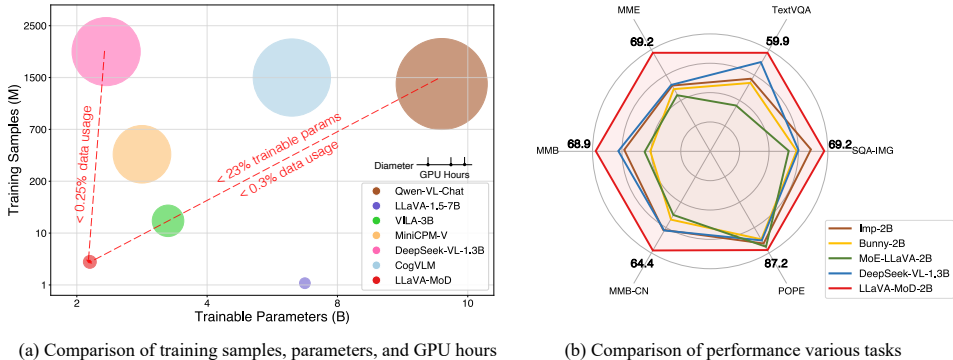 (a)
Training Samples (M)
2500
1500
700
200
10
1
2
4
6
8
10
Trainable Parameters (B)
< 0.25% data usage
< 23% trainable params
< 0.3% data usage
Diameter
GPU Hours
Qwen-VL-Chat
LLaVA-1.5-7B
VILA-3B
MiniCPM-V
DeepSeek-VL-1.3B
CogVLM
LLaVA-MoD
(a) Comparison of training samples, parameters, and GPU hours
(b)
MME
69.2
TextVQA
59.9
MMB
68.9
69.2
SQA-IMG
64.4
MMB-CN
87.2
POPE
Imp-2B
Bunny-2B
MoE-LLaVA-2B
DeepSeek-VL-1.3B
LLaVA-MoD-2B
(b) Comparison of performance various tasks